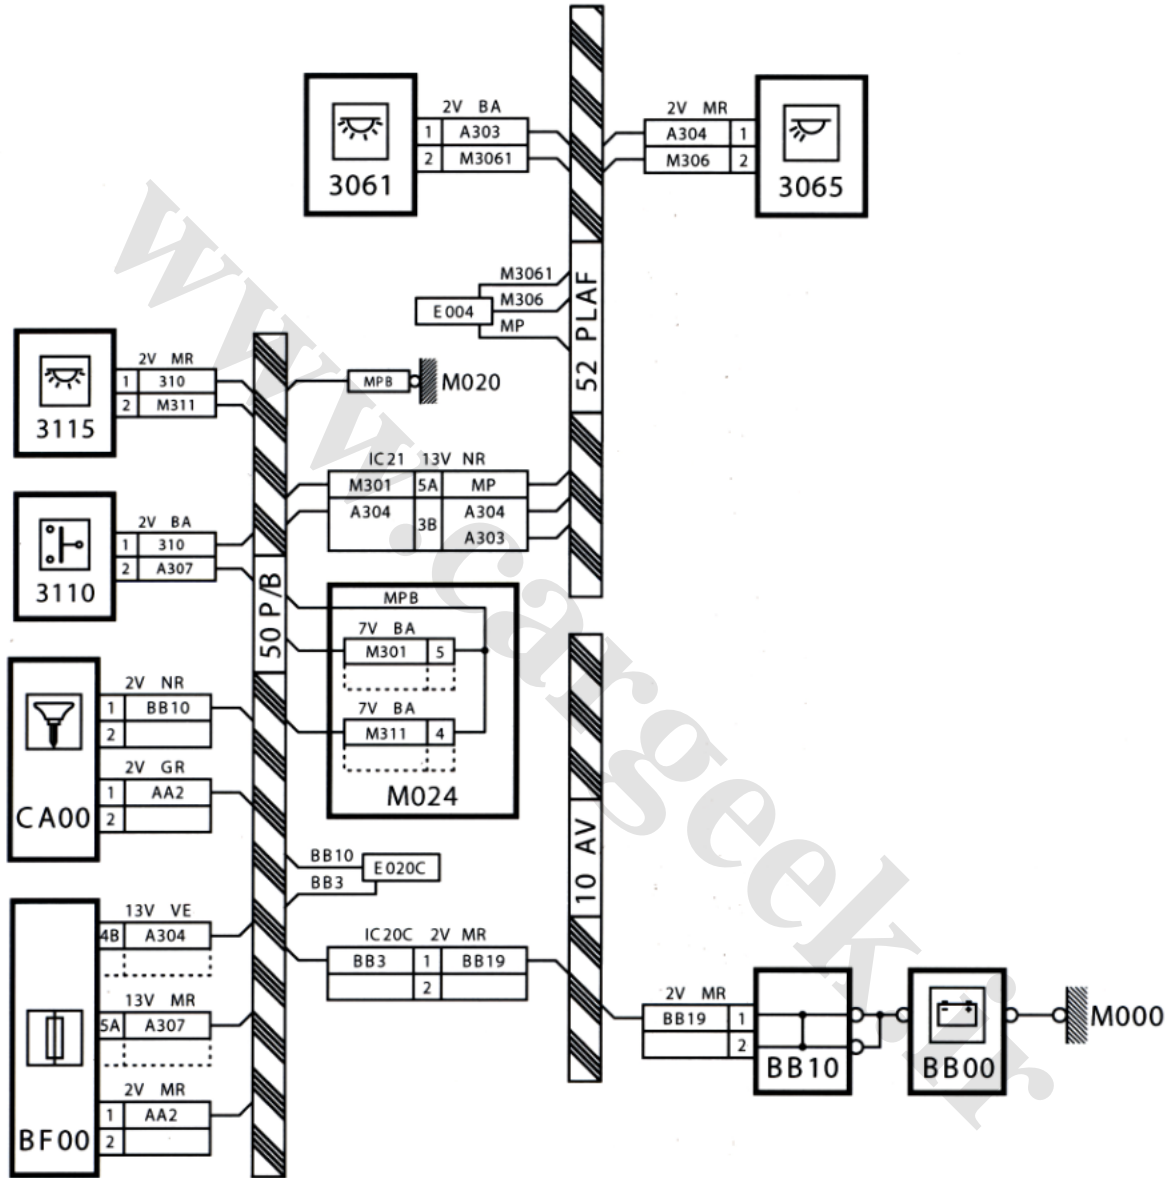 2V BA
1 A303
2 M3061
3061
2V MR
A304 1
M306 2
3065
M3061
M306
MP
E004
52 PLAF
2V MR
1 310
2 M311
3115
MPB
M020
IC21 13V NR
M301 5A MP
A304 3B A304
A303
2V BA
1 310
2 A307
3110
50 P/B
MPB
7V BA
M301 5
7V BA
M311 4
M024
2V NR
1 BB10
2
2V GR
1 AA2
2
CA00
10 AV
BB10
BB3
E020C
13V VE
4B A304
13V MR
5A A307
2V MR
1 AA2
2
BF00
IC20C 2V MR
BB3 1 BB19
2
2V MR
BB19 1
2
BB10
BB00
M000
www.cargeek.ir